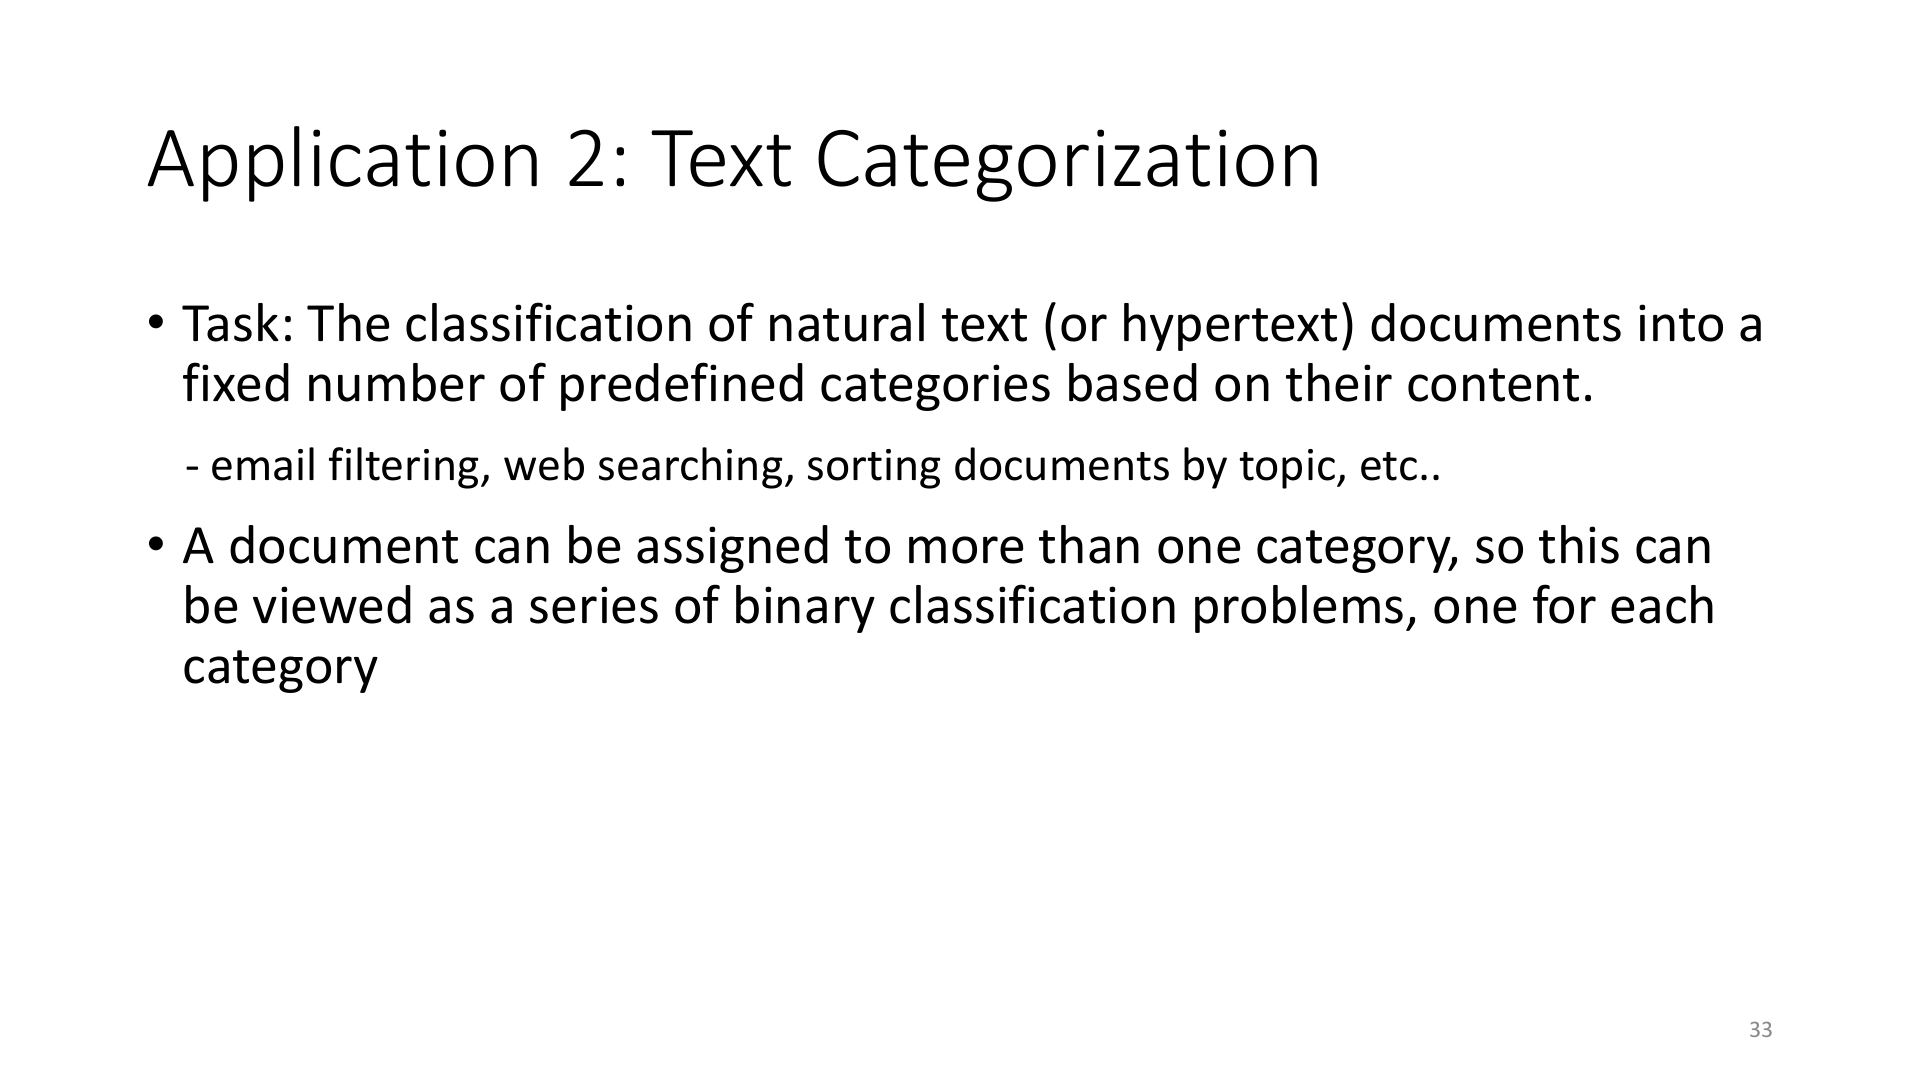 Application 2: Text Categorization
• Task: The classification of natural text (or hypertext) documents into a
fixed number of predefined categories based on their content.
- email filtering, web searching, sorting documents by topic, etc..
• A document can be assigned to more than one category, so this can
be viewed as a series of binary classification problems, one for each
category
33